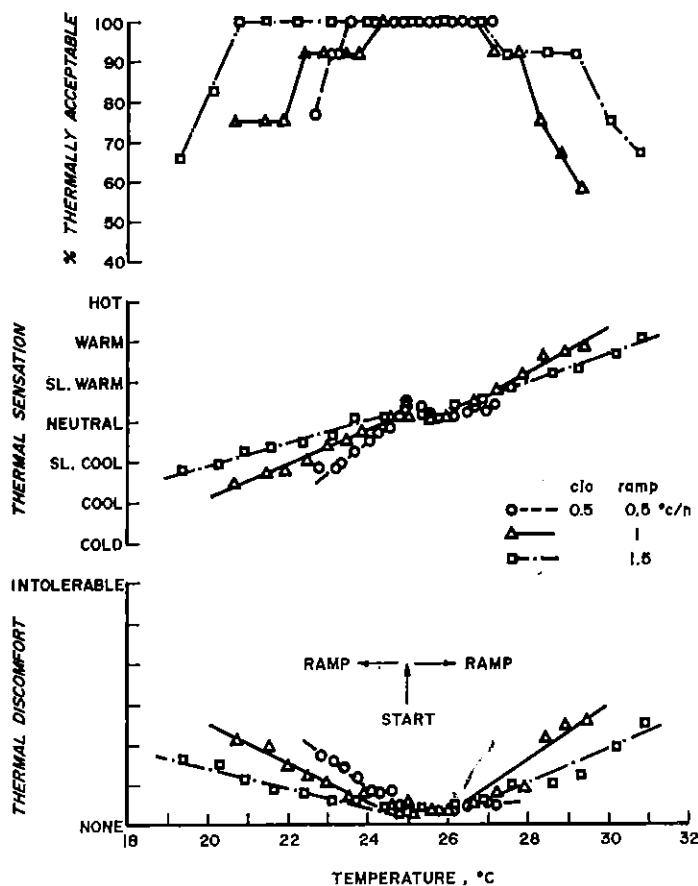 % THERMALLY ACCEPTABLE
100
90
80
70
60
50
40
THERMAL SENSATION
HOT
WARM
SL. WARM
NEUTRAL
SL. COOL
COOL
COLD
clo ramp
0.5 0.5 °c/h
1
1.5
THERMAL DISCOMFORT
INTOLERABLE
NONE
RAMP RAMP
START
18 20 22 24 26 28 30 32
TEMPERATURE, °C